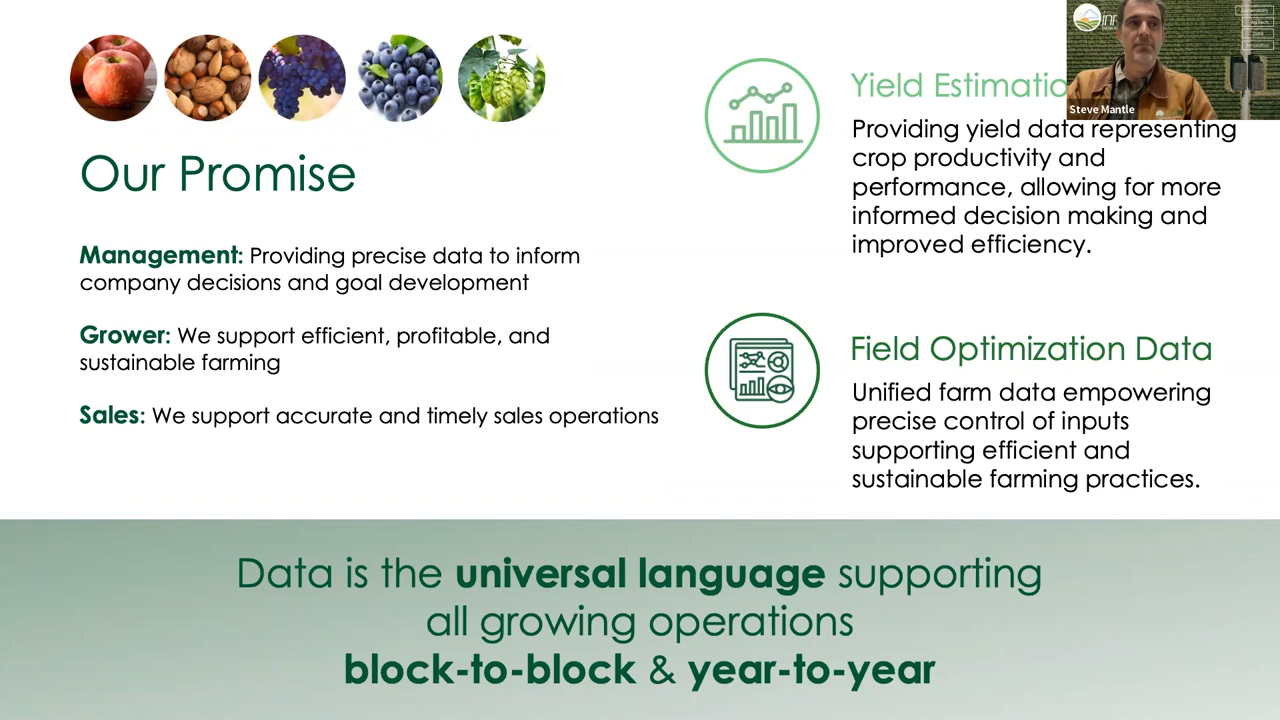 Our Promise
Management: Providing precise data to inform
company decisions and goal development
Grower: We support efficient, profitable, and
sustainable farming
Sales: We support accurate and timely sales operations
Yield Estimatio
Providing yield data representing
crop productivity and
performance, allowing for more
informed decision making and
improved efficiency.
Field Optimization Data
Unified farm data empowering
precise control of inputs
supporting efficient and
sustainable farming practices.
Steve Mantle
Data is the universal language supporting
all growing operations
block-to-block & year-to-year